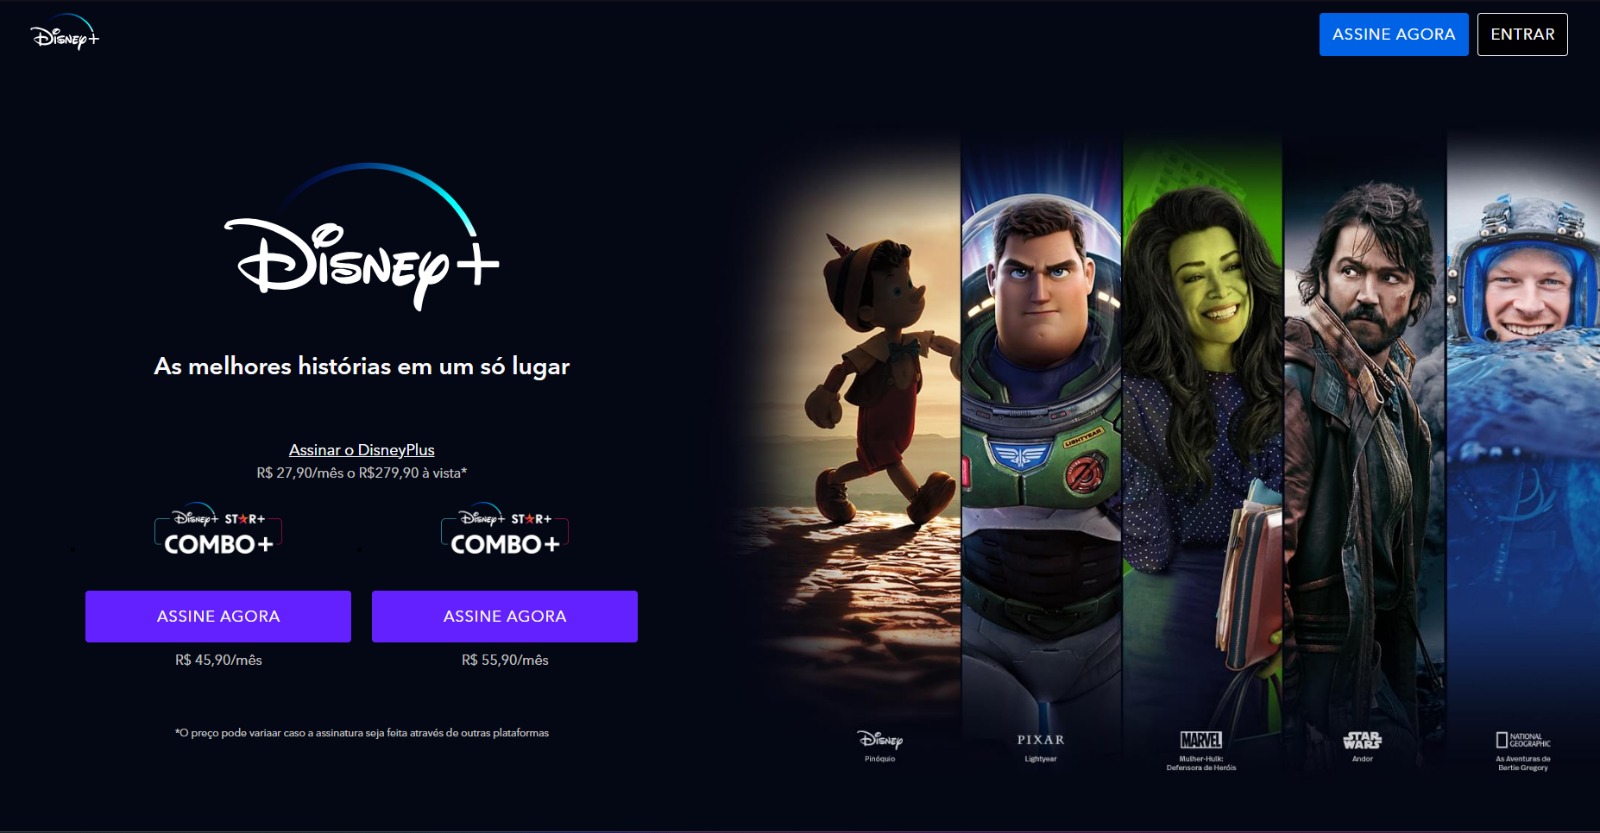 Disney+
ASSINE AGORA
ENTRAR
Disney+
As melhores histórias em um só lugar
Assinar o DisneyPlus
R$ 27,90/mês o R$279,90 à vista*
Disney+ STAR+
COMBO+
Disney+ STAR+
COMBO+
ASSINE AGORA
ASSINE AGORA
R$ 45,90/mês
R$ 55,90/mês
*O preço pode variaar caso a assinatura seja feita através de outras plataformas
LIGHTYEAR
Disney
Pinóquio
PIXAR
Lightyear
MARVEL
Mulher-Hulk:
Defensora de Heróis
STAR
WARS
Andor
NATIONAL
GEOGRAPHIC
As Aventuras de
Bertie Gregory